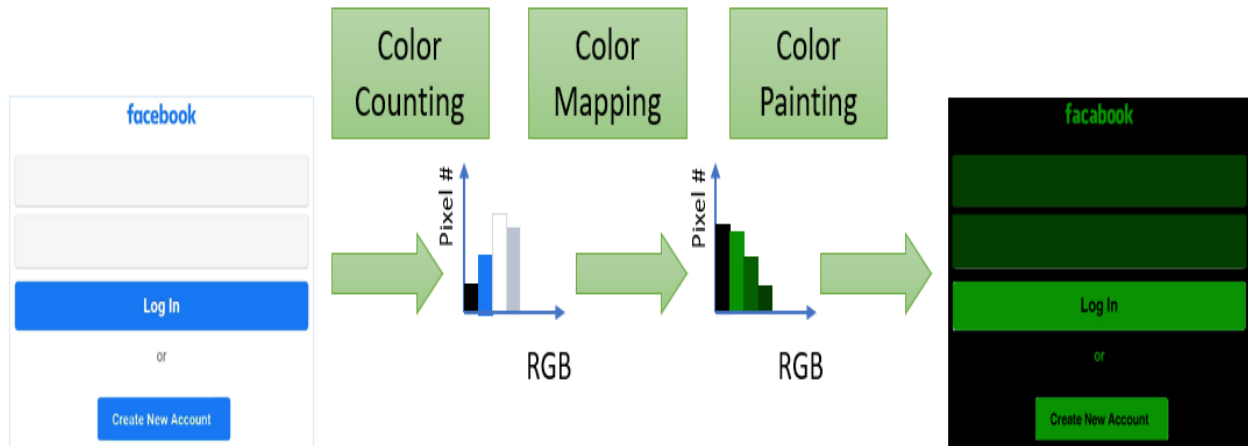 Color
Counting
Color
Mapping
Color
Painting
facebook
Log In
or
Create New Account
Pixel #
RGB
Pixel #
RGB
facabook
Log In
or
Create New Account